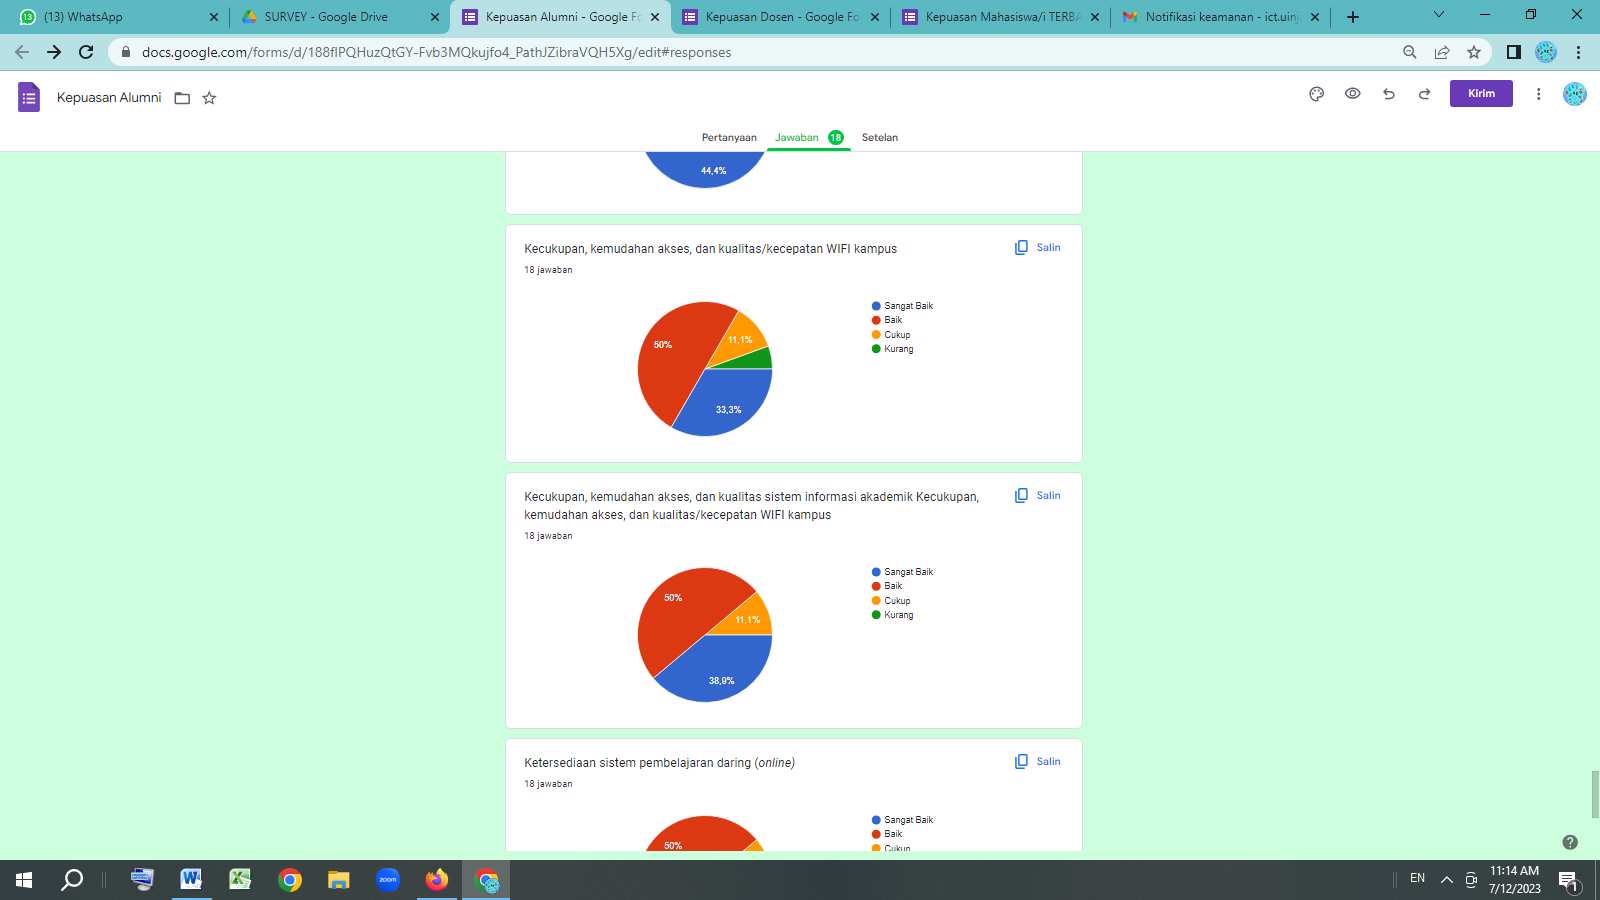 13 (13) WhatsApp
SURVEY - Google Drive
Kepuasan Alumni - Google Fo
Kepuasan Dosen - Google Fo
Kepuasan Mahasiswa/i TERBA
Notifikasi keamanan - ict.uinj
docs.google.com/forms/d/188flPQHuzQtGY-Fvb3MQkujfo4_PathJZibraVQH5Xg/edit#responses
Kepuasan Alumni
Kirim
Pertanyaan Jawaban 18 Setelan
44,4%
Kecukupan, kemudahan akses, dan kualitas/kecepatan WIFI kampus
Salin
18 jawaban
Sangat Baik
Baik
Cukup
Kurang
50%
11,1%
33,3%
Kecukupan, kemudahan akses, dan kualitas sistem informasi akademik Kecukupan,
kemudahan akses, dan kualitas/kecepatan WIFI kampus
Salin
18 jawaban
Sangat Baik
Baik
Cukup
Kurang
50%
11,1%
38,9%
Ketersediaan sistem pembelajaran daring (online)
Salin
18 jawaban
Sangat Baik
Baik
Cukup
50%
zoom
EN
11:14 AM
7/12/2023
1